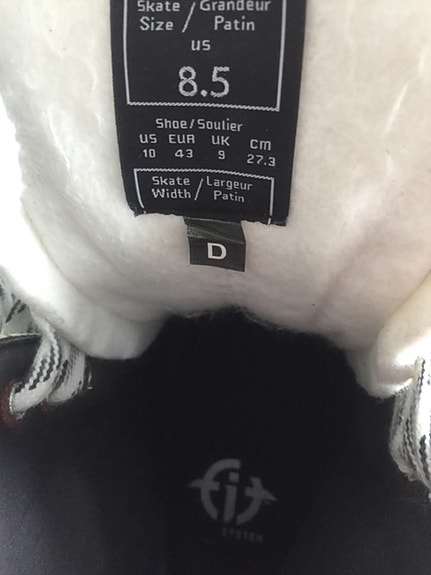 Skate / Grandeur
Size / Patin
US
8.5
Shoe/Soulier
US EUR UK Cm
10 43 9 27.3
Skate / Largeur
Width / Patin
D
fit
SYSTEM